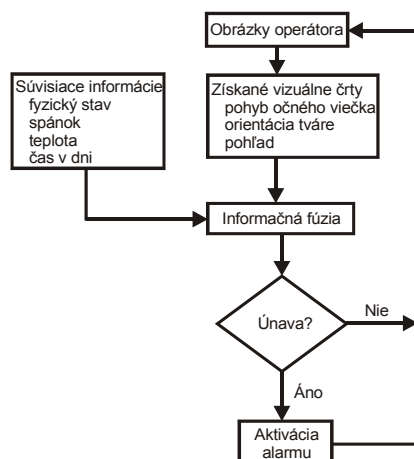 Obrázky operátora
Súvisiace informácie
fyzický stav
spánok
teplota
čas v dni
Získané vizuálne črty
pohyb očného viečka
orientácia tváre
pohľad
Informačná fúzia
Únava?
Nie
Áno
Aktivácia
alarmu